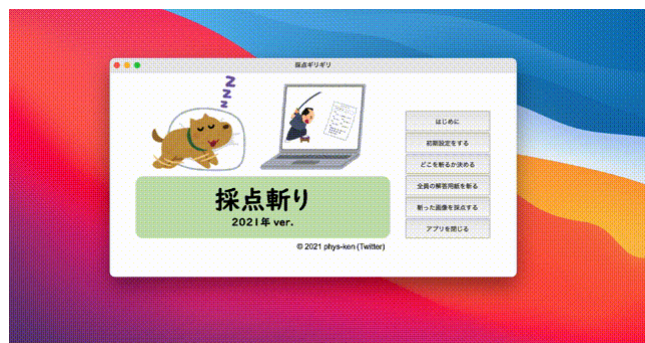 採点ギリギリ
z
z
z
採点斬り
2021年 ver.
© 2021 phys-ken (Twitter)
はじめに
初期設定をする
どこを斬るか決める
全員の解答用紙を斬る
斬った画像を採点する
アプリを閉じる